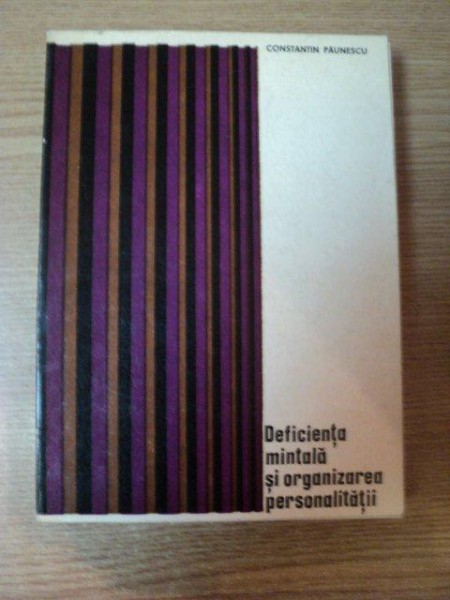 CONSTANTIN PĂUNESCU
Deficiența
mintală
și organizarea
personalității